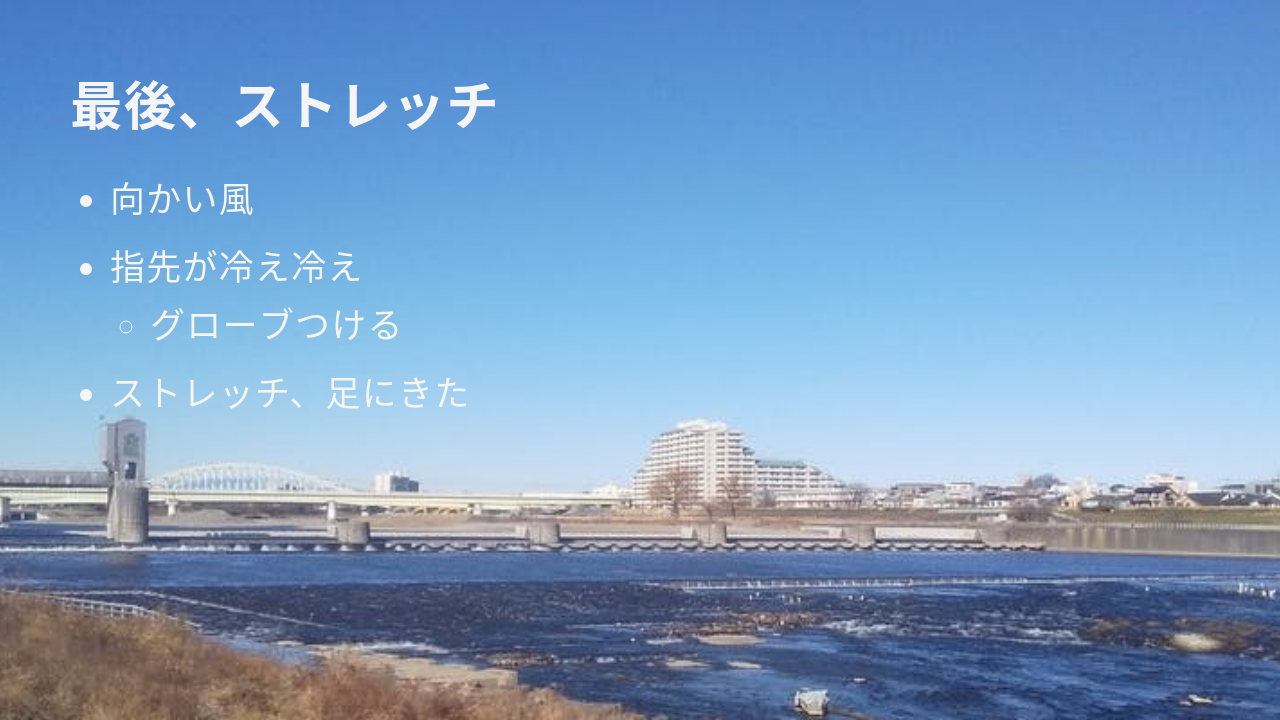 最後、ストレッチ
向かい風
指先が冷え冷え
グローブつける
ストレッチ、足にきた